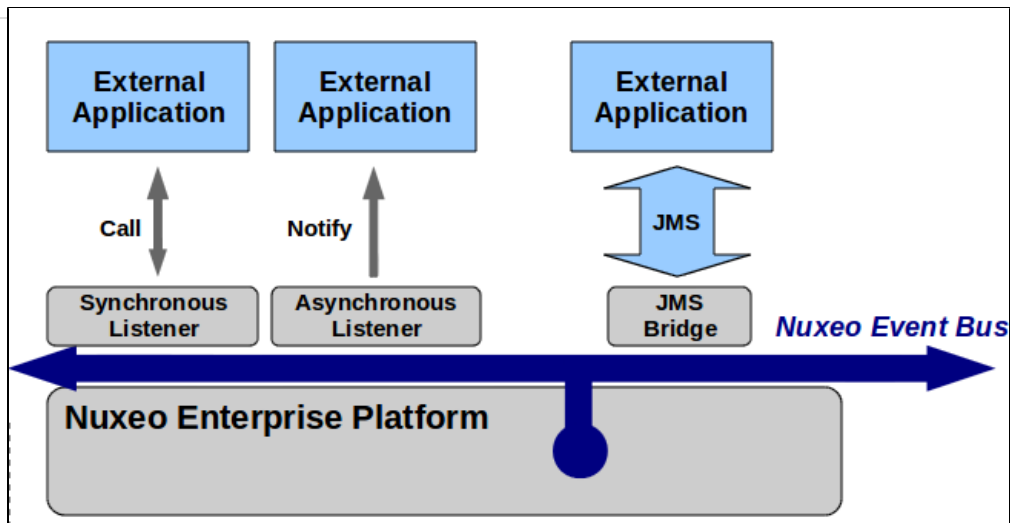 External
Application
External
Application
External
Application
Call
Notify
JMS
Synchronous
Listener
Asynchronous
Listener
JMS
Bridge
Nuxeo Event Bus
Nuxeo Enterprise Platform